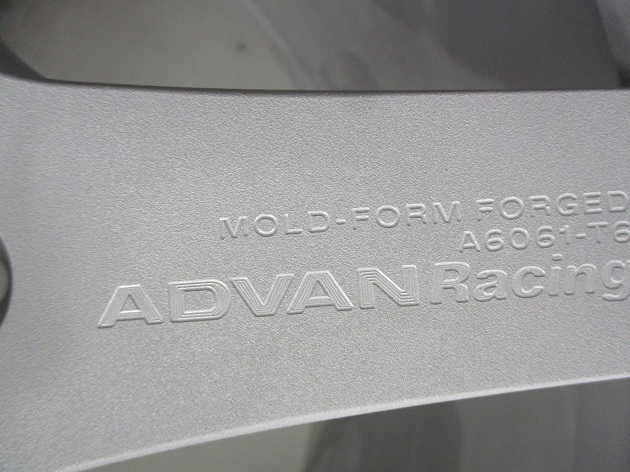 MOLD-FORM FORGED
A6061-T6
ADVAN Racing